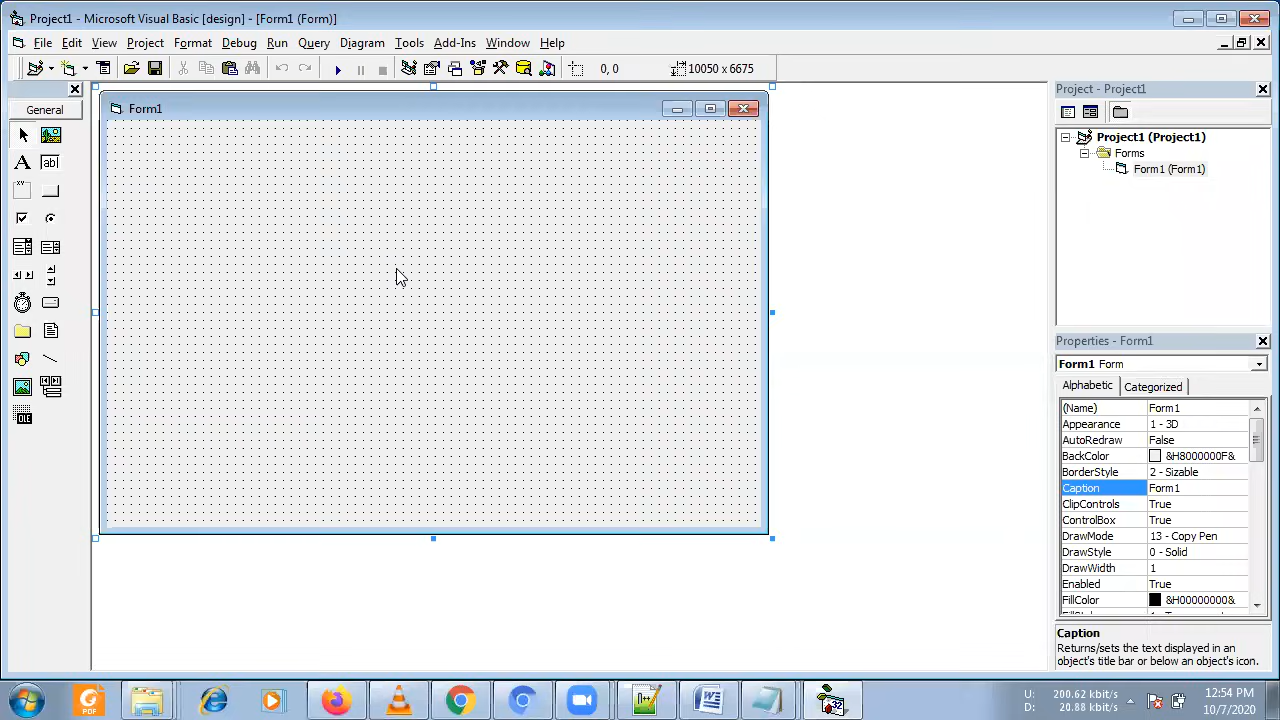 Project1 - Microsoft Visual Basic [design] - [Form1 (Form)]
File Edit View Project Format Debug Run Query Diagram Tools Add-Ins Window Help
0, 0 10050 x 6675
General
Form1
A ab
xy
OLE
Project - Project1
Project1 (Project1)
Forms
Form1 (Form1)
Properties - Form1
Form1 Form
Alphabetic Categorized
(Name) Form1
Appearance 1 - 3D
AutoRedraw False
BackColor &H8000000F&
BorderStyle 2 - Sizable
Caption Form1
ClipControls True
ControlBox True
DrawMode 13 - Copy Pen
DrawStyle 0 - Solid
DrawWidth 1
Enabled True
FillColor &H00000000&
Caption
Returns/sets the text displayed in an
object's title bar or below an object's icon.
PDF
32
U: 200.62 kbit/s
D: 20.88 kbit/s
12:54 PM
10/7/2020